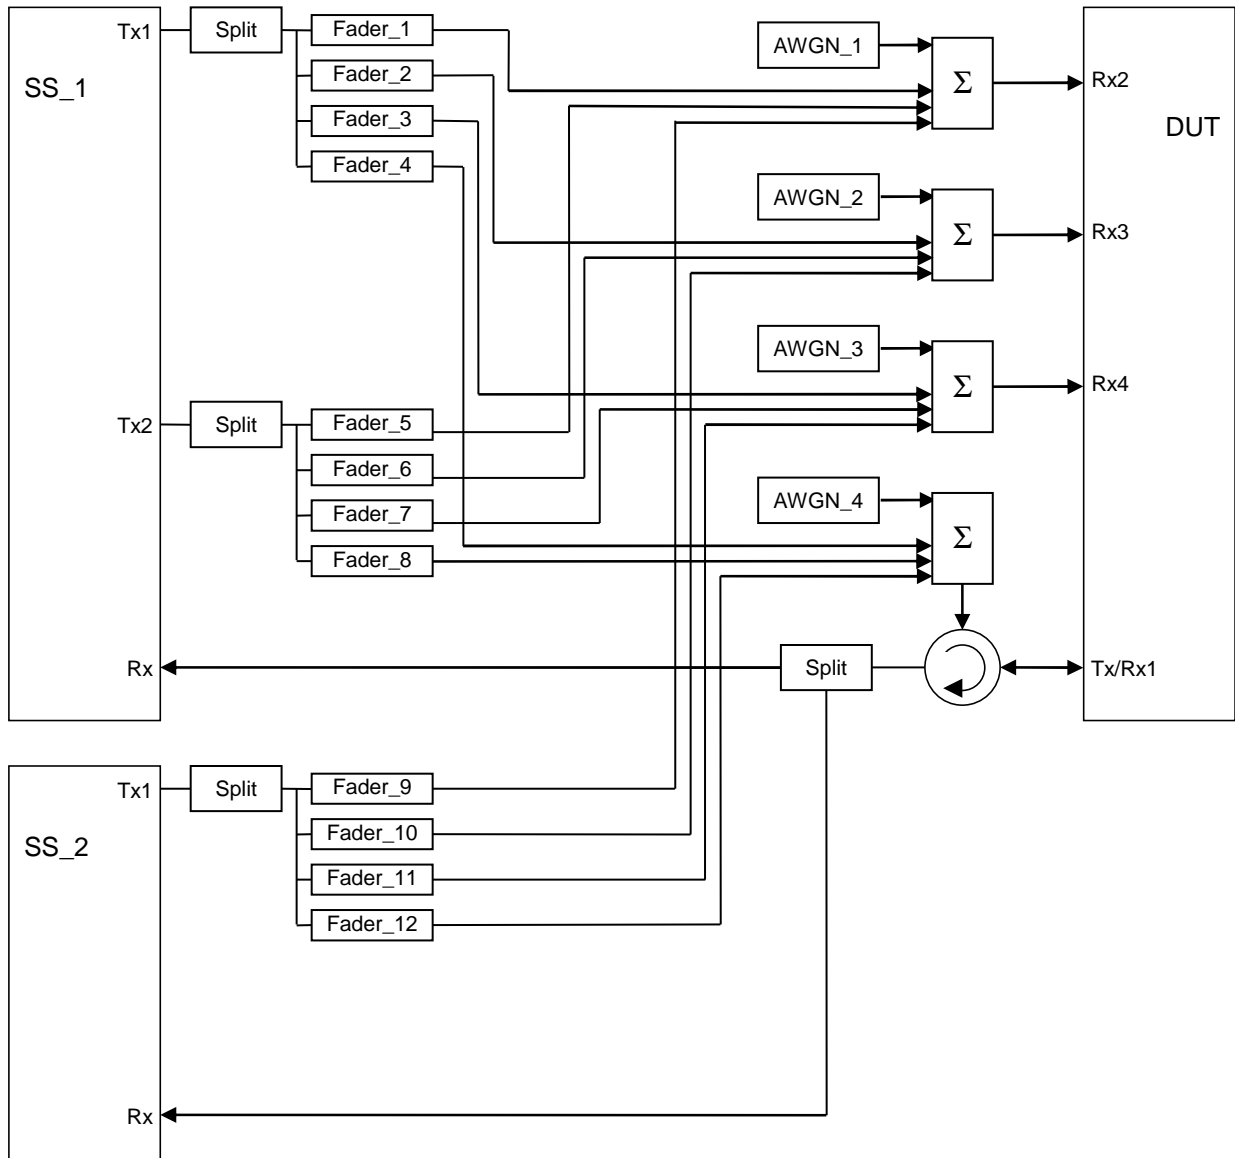 Tx1
Split
Fader_1
Fader_2
Fader_3
Fader_4
SS_1
AWGN_1
Σ
Rx2
DUT
AWGN_2
Σ
Rx3
AWGN_3
Σ
Rx4
Tx2
Split
Fader_5
Fader_6
Fader_7
Fader_8
AWGN_4
Σ
Rx
Split
Tx/Rx1
Tx1
Split
Fader_9
Fader_10
Fader_11
Fader_12
SS_2
Rx